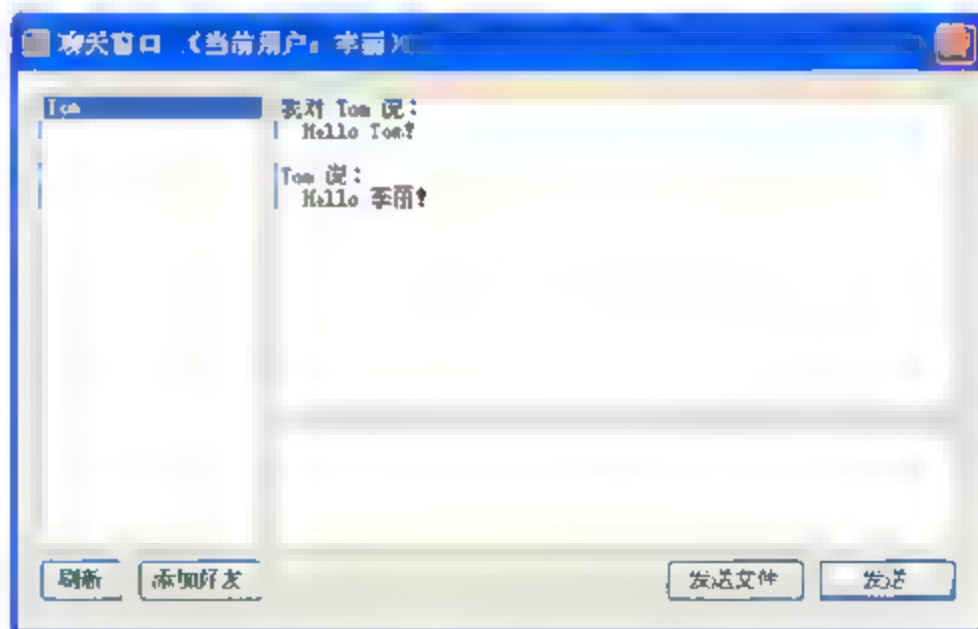 聊天窗口 (当前用户:李丽)
Tom
我对 Tom 说:
Hello Tom!
Tom 说:
Hello 李丽!
刷新
添加好友
发送文件
发送